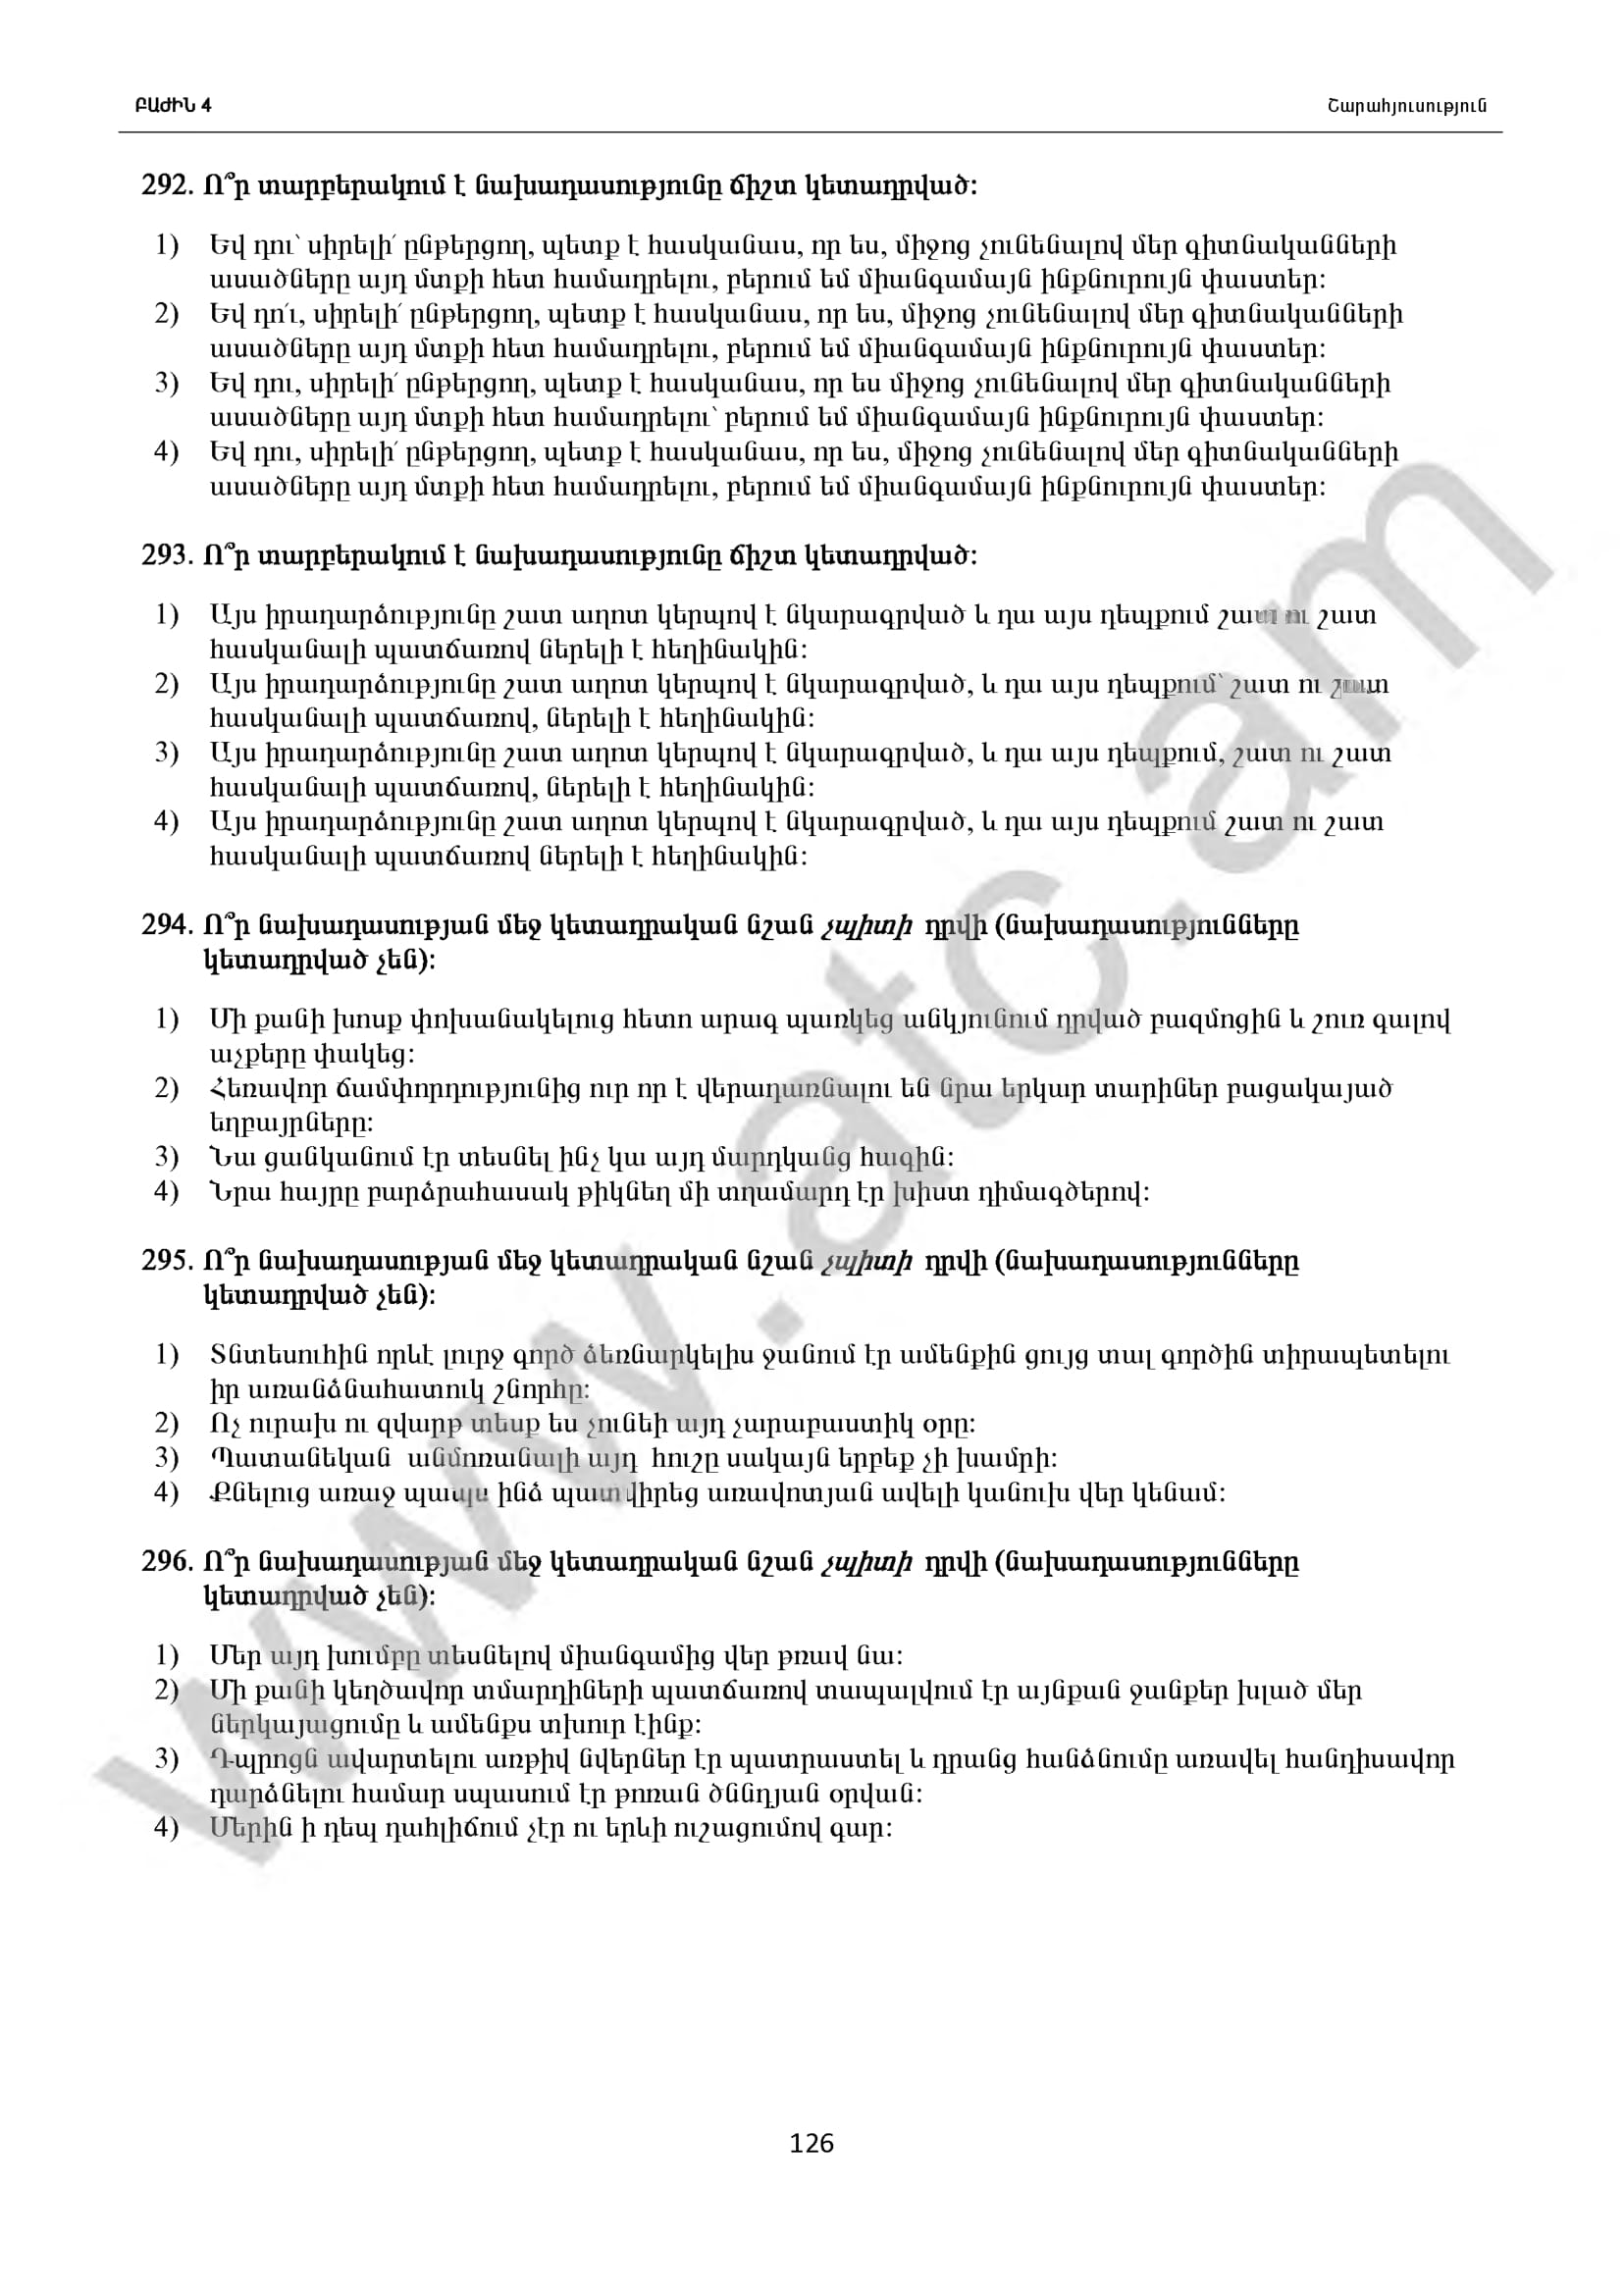 ԲԱԺԻՆ 4
Շարահյուսություն
292. Ո՞ր տարբերակում է նախադասությունը ճիշտ կետադրված:
1) Եվ դու՝ սիրելի՛ ընթերցող, պետք է հասկանաս, որ ես, միջոց չունենալով մեր գիտնականների
ասածները այդ մտքի հետ համադրելու, բերում եմ միանգամայն ինքնուրույն փաստեր:
2) Եվ դո՛ւ, սիրելի՛ ընթերցող, պետք է հասկանաս, որ ես, միջոց չունենալով մեր գիտնականների
ասածները այդ մտքի հետ համադրելու, բերում եմ միանգամայն ինքնուրույն փաստեր:
3) Եվ դու, սիրելի՛ ընթերցող, պետք է հասկանաս, որ ես միջոց չունենալով մեր գիտնականների
ասածները այդ մտքի հետ համադրելու՝ բերում եմ միանգամայն ինքնուրույն փաստեր:
4) Եվ դու, սիրելի՛ ընթերցող, պետք է հասկանաս, որ ես, միջոց չունենալով մեր գիտնականների
ասածները այդ մտքի հետ համադրելու, բերում եմ միանգամայն ինքնուրույն փաստեր:
293. Ո՞ր տարբերակում է նախադասությունը ճիշտ կետադրված:
1) Այս իրադարձությունը շատ աղոտ կերպով է նկարագրված և դա այս դեպքում շատ ու շատ
հասկանալի պատճառով ներելի է հեղինակին:
2) Այս իրադարձությունը շատ աղոտ կերպով է նկարագրված, և դա այս դեպքում՝ շատ ու շատ
հասկանալի պատճառով, ներելի է հեղինակին:
3) Այս իրադարձությունը շատ աղոտ կերպով է նկարագրված, և դա այս դեպքում, շատ ու շատ
հասկանալի պատճառով, ներելի է հեղինակին:
4) Այս իրադարձությունը շատ աղոտ կերպով է նկարագրված, և դա այս դեպքում շատ ու շատ
հասկանալի պատճառով ներելի է հեղինակին:
294. Ո՞ր նախադասության մեջ կետադրական նշան չպիտի դրվի (նախադասությունները
կետադրված չեն):
1) Մի քանի խոսք փոխանակելուց հետո արագ պառկեց անկյունում դրված բազմոցին և շուռ գալով
աչքերը փակեց:
2) Հեռավոր ճամփորդությունից ուր որ է վերադառնալու են նրա երկար տարիներ բացակայած
եղբայրները:
3) Նա ցանկանում էր տեսնել ինչ կա այդ մարդկանց հագին:
4) Նրա հայրը բարձրահասակ թիկնեղ մի տղամարդ էր խիստ դիմագծերով:
295. Ո՞ր նախադասության մեջ կետադրական նշան չպիտի դրվի (նախադասությունները
կետադրված չեն):
1) Տնտեսուհին որևէ լուրջ գործ ձեռնարկելիս ջանում էր ամենքին ցույց տալ գործին տիրապետելու
իր առանձնահատուկ շնորհը:
2) Ոչ ուրախ ու զվարթ տեսք ես չունեի այդ չարաբաստիկ օրը:
3) Պատանեկան անմոռանալի այդ հուշը սակայն երբեք չի խամրի:
4) Քնելուց առաջ պապս ինձ պատվիրեց առավոտյան ավելի կանուխ վեր կենամ:
296. Ո՞ր նախադասության մեջ կետադրական նշան չպիտի դրվի (նախադասությունները
կետադրված չեն):
1) Մեր այդ խումբը տեսնելով միանգամից վեր թռավ նա:
2) Մի քանի կեղծավոր տմարդիների պատճառով տապալվում էր այնքան ջանքեր խլած մեր
ներկայացումը և ամենքս տխուր էինք:
3) Դպրոցն ավարտելու առթիվ նվերներ էր պատրաստել և դրանց հանձնումը առավել հանդիսավոր
դարձնելու համար սպասում էր թոռան ծննդյան օրվան:
4) Մերին ի դեպ դահլիճում չէր ու երևի ուշացումով գար:
www.atc.am
126